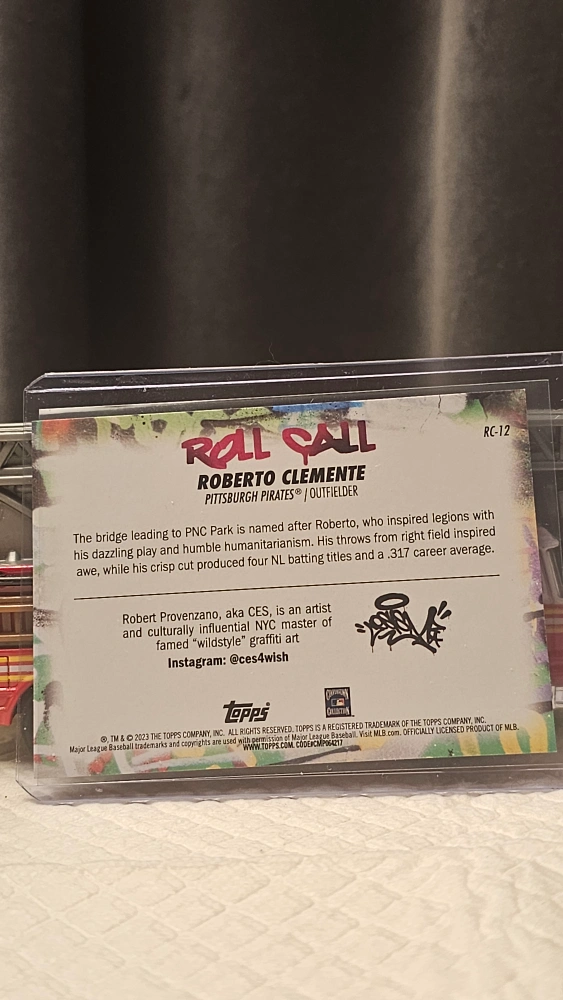 ROLL CALL
RC-12
ROBERTO CLEMENTE
PITTSBURGH PIRATES® | OUTFIELDER
The bridge leading to PNC Park is named after Roberto, who inspired legions with
his dazzling play and humble humanitarianism. His throws from right field inspired
awe, while his crisp cut produced four NL batting titles and a .317 career average.
Robert Provenzano, aka CES, is an artist
and culturally influential NYC master of
famed "wildstyle" graffiti art
Instagram: @ces4wish
Topps
COOPERSTOWN
COLLECTION
®, TM & © 2023 THE TOPPS COMPANY, INC. ALL RIGHTS RESERVED. TOPPS IS A REGISTERED TRADEMARK OF THE TOPPS COMPANY, INC.
Major League Baseball trademarks and copyrights are used with permission of Major League Baseball. Visit MLB.com. OFFICIALLY LICENSED PRODUCT OF MLB.
WWW.TOPPS.COM. CODE#CMP064217